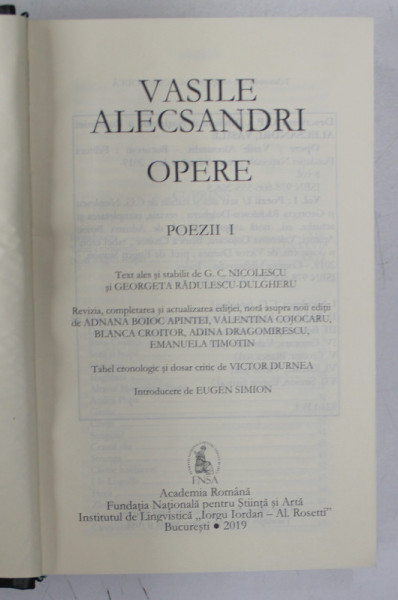 VASILE
ALECSANDRI
OPERE
POEZII I
Text ales și stabilit de G. C. NICOLESCU
și GEORGETA RĂDULESCU-DULGHERU
Revizia, completarea și actualizarea ediției, notă asupra noii ediții
de ADNANA BOIOC APINTEI, VALENTINA COJOCARU,
BLANCA CROITOR, ADINA DRAGOMIRESCU,
EMANUELA TIMOTIN
Tabel cronologic și dosar critic de VICTOR DURNEA
Introducere de EUGEN SIMION
FNSA
Academia Română
Fundația Națională pentru Știință și Artă
Institutul de Lingvistică „Iorgu Iordan – Al. Rosetti”
București ● 2019